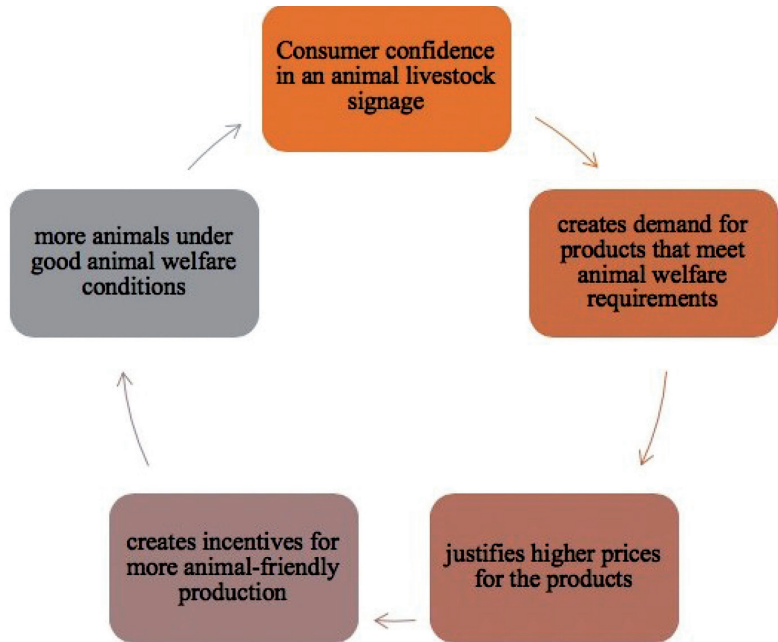 Consumer confidence
in an animal livestock
signage
creates demand for
products that meet
animal welfare
requirements
justifies higher prices
for the products
creates incentives for
more animal-friendly
production
more animals under
good animal welfare
conditions